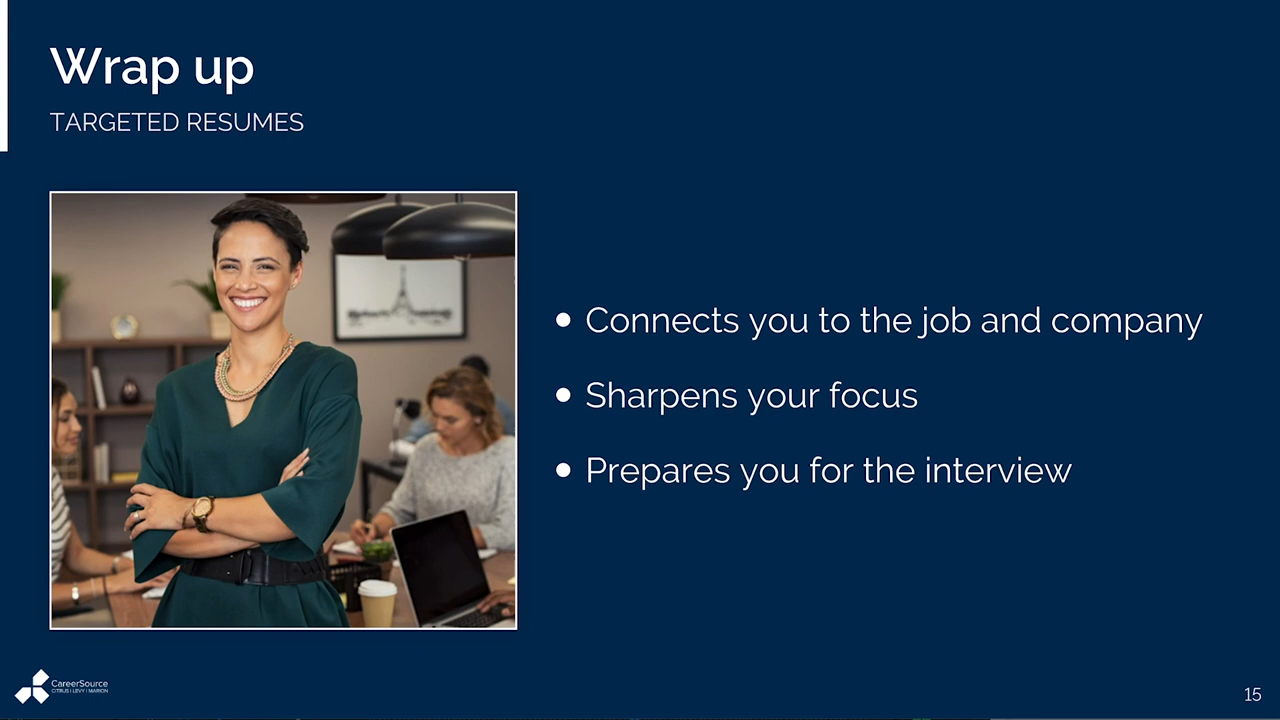 Wrap up
TARGETED RESUMES
• Connects you to the job and company
• Sharpens your focus
• Prepares you for the interview
CareerSource
CITRUS | LEVY | MARION
15